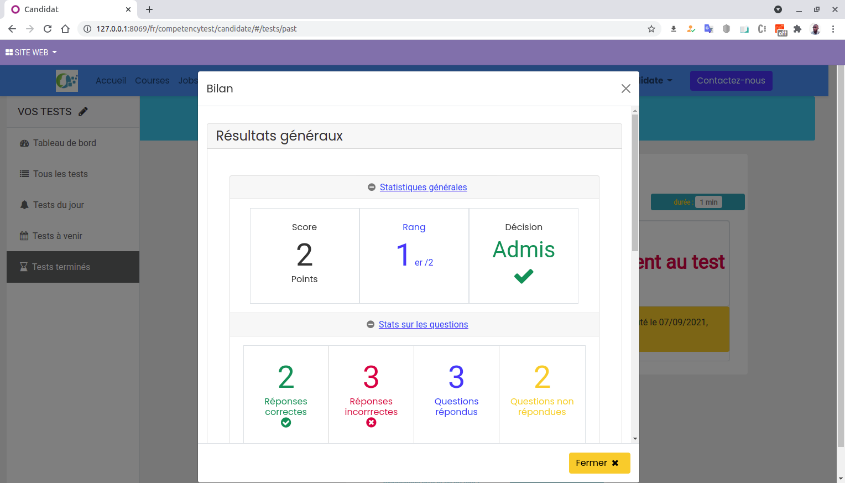 Candidat
127.0.0.1:8069/fr/competencytest/candidate/#/tests/past
off
SITE WEB
Accueil Courses Jobs
date
Contactez-nous
VOS TESTS
Tableau de bord
Tous les tests
Tests du jour
Tests à venir
Tests terminés
durée : 1 min
ent au test
té le 07/09/2021,
Bilan
Résultats généraux
Statistiques générales
Score
2
Points
Rang
1 er /2
Décision
Admis
Stats sur les questions
2
Réponses
correctes
3
Réponses
incorrrectes
3
Questions
répondus
2
Questions non
répondues
Fermer